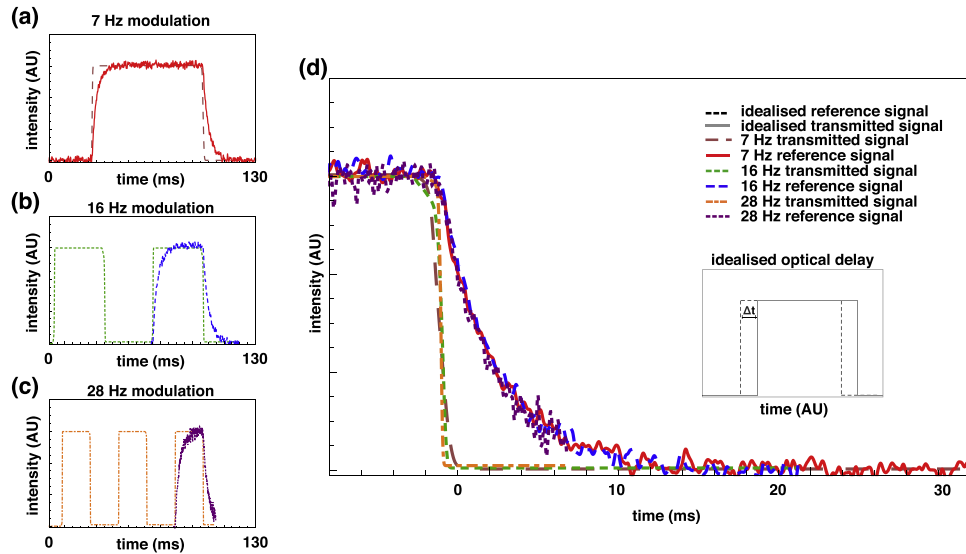 (a)
7 Hz modulation
intensity (AU)
0
130
time (ms)
(b)
16 Hz modulation
intensity (AU)
0
130
time (ms)
(c)
28 Hz modulation
intensity (AU)
0
130
time (ms)
(d)
intensity (AU)
idealised reference signal
idealised transmitted signal
7 Hz transmitted signal
7 Hz reference signal
16 Hz transmitted signal
16 Hz reference signal
28 Hz transmitted signal
28 Hz reference signal
idealised optical delay
Δt
time (AU)
0
10
20
30
time (ms)